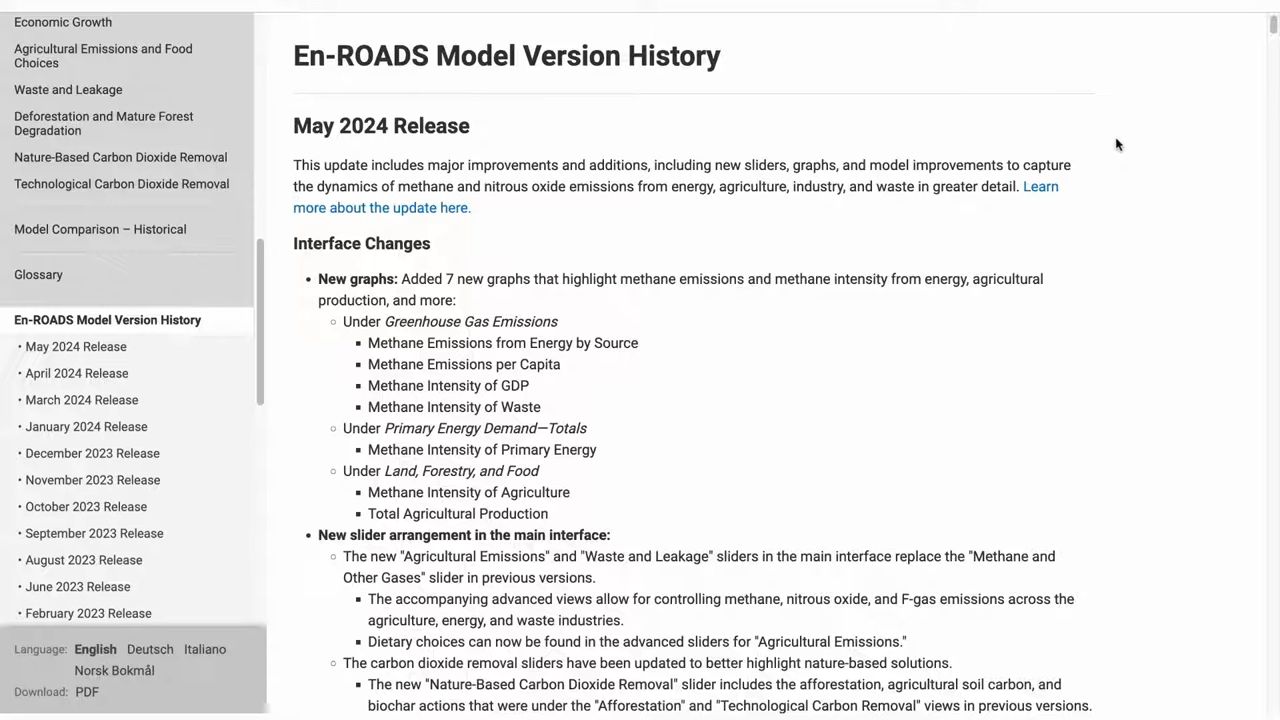 Economic Growth
Agricultural Emissions and Food
Choices
Waste and Leakage
Deforestation and Mature Forest
Degradation
Nature-Based Carbon Dioxide Removal
Technological Carbon Dioxide Removal
Model Comparison – Historical
Glossary
En-ROADS Model Version History
• May 2024 Release
• April 2024 Release
• March 2024 Release
• January 2024 Release
• December 2023 Release
• November 2023 Release
• October 2023 Release
• September 2023 Release
• August 2023 Release
• June 2023 Release
• February 2023 Release
Language: English Deutsch Italiano
Norsk Bokmål
Download: PDF
En-ROADS Model Version History
May 2024 Release
This update includes major improvements and additions, including new sliders, graphs, and model improvements to capture
the dynamics of methane and nitrous oxide emissions from energy, agriculture, industry, and waste in greater detail. Learn
more about the update here.
Interface Changes
• New graphs: Added 7 new graphs that highlight methane emissions and methane intensity from energy, agricultural
production, and more:
○ Under Greenhouse Gas Emissions
▪ Methane Emissions from Energy by Source
▪ Methane Emissions per Capita
▪ Methane Intensity of GDP
▪ Methane Intensity of Waste
○ Under Primary Energy Demand—Totals
▪ Methane Intensity of Primary Energy
○ Under Land, Forestry, and Food
▪ Methane Intensity of Agriculture
▪ Total Agricultural Production
• New slider arrangement in the main interface:
○ The new "Agricultural Emissions" and "Waste and Leakage" sliders in the main interface replace the "Methane and
Other Gases" slider in previous versions.
▪ The accompanying advanced views allow for controlling methane, nitrous oxide, and F-gas emissions across the
agriculture, energy, and waste industries.
▪ Dietary choices can now be found in the advanced sliders for "Agricultural Emissions."
○ The carbon dioxide removal sliders have been updated to better highlight nature-based solutions.
▪ The new "Nature-Based Carbon Dioxide Removal" slider includes the afforestation, agricultural soil carbon, and
biochar actions that were under the "Afforestation" and "Technological Carbon Removal" views in previous versions.